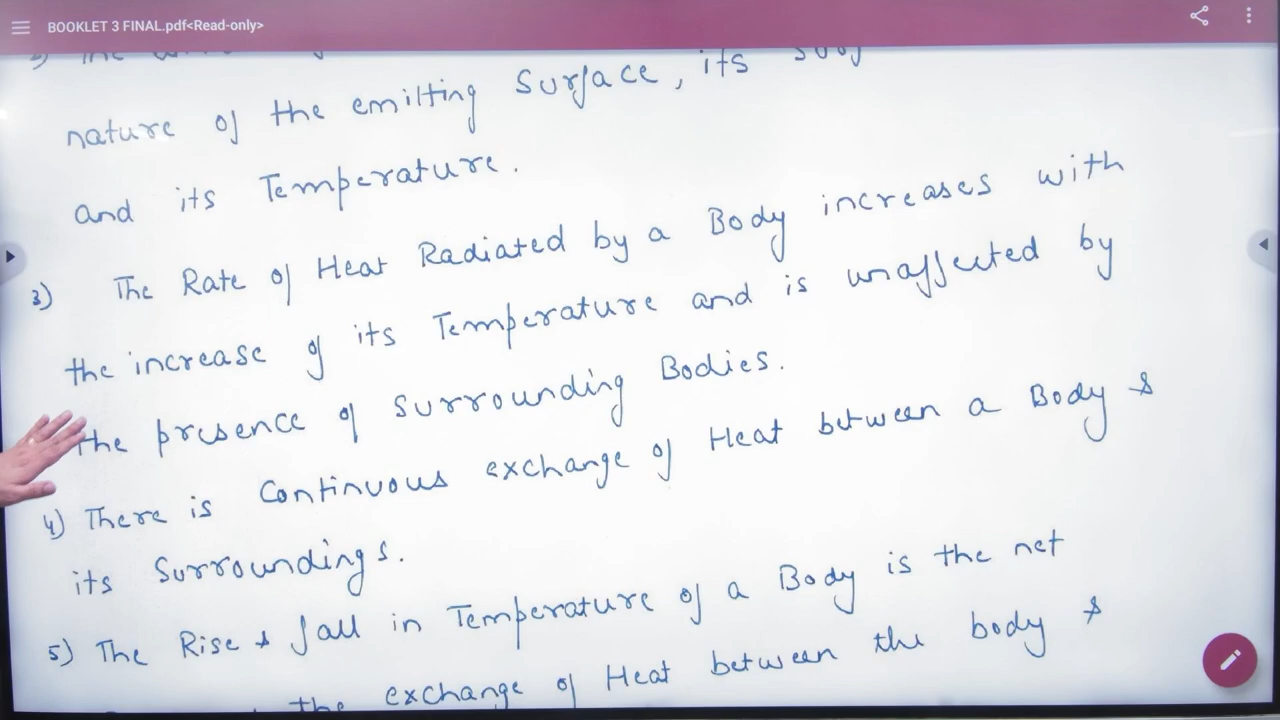 BOOKLET 3 FINAL.pdf<Read-only>
nature of the emitting Surface, its
and its Temperature.
3) The Rate of Heat Radiated by a Body increases with
the increase of its Temperature and is unaffected by
the presence of surrounding Bodies.
4) There is Continuous exchange of Heat between a Body &
its Surroundings.
5) The Rise & fall in Temperature of a Body is the net
the exchange of Heat between the body &